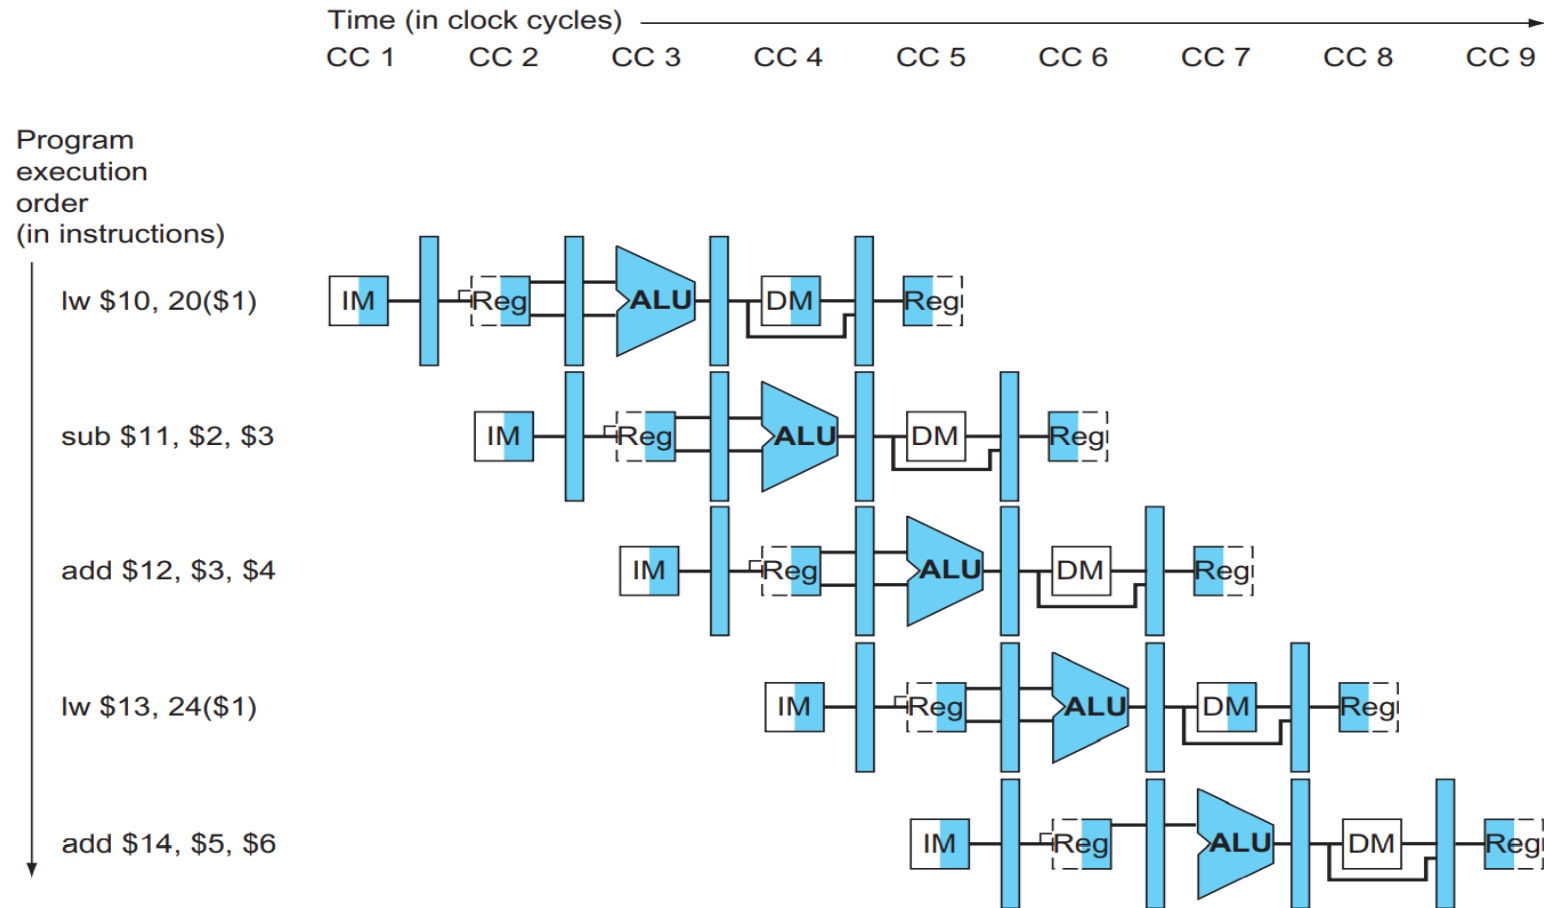 Time (in clock cycles)
CC 1 CC 2 CC 3 CC 4 CC 5 CC 6 CC 7 CC 8 CC 9
Program
execution
order
(in instructions)
lw $10, 20($1) IM Reg ALU DM Reg
sub $11, $2, $3 IM Reg ALU DM Reg
add $12, $3, $4 IM Reg ALU DM Reg
lw $13, 24($1) IM Reg ALU DM Reg
add $14, $5, $6 IM Reg ALU DM Reg